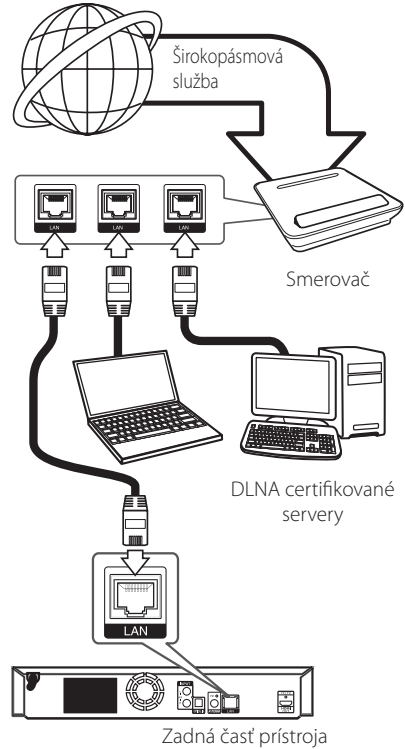 Širokopásmová
služba
LAN
LAN
LAN
Smerovač
DLNA certifikované
servery
LAN
Zadná časť prístroja